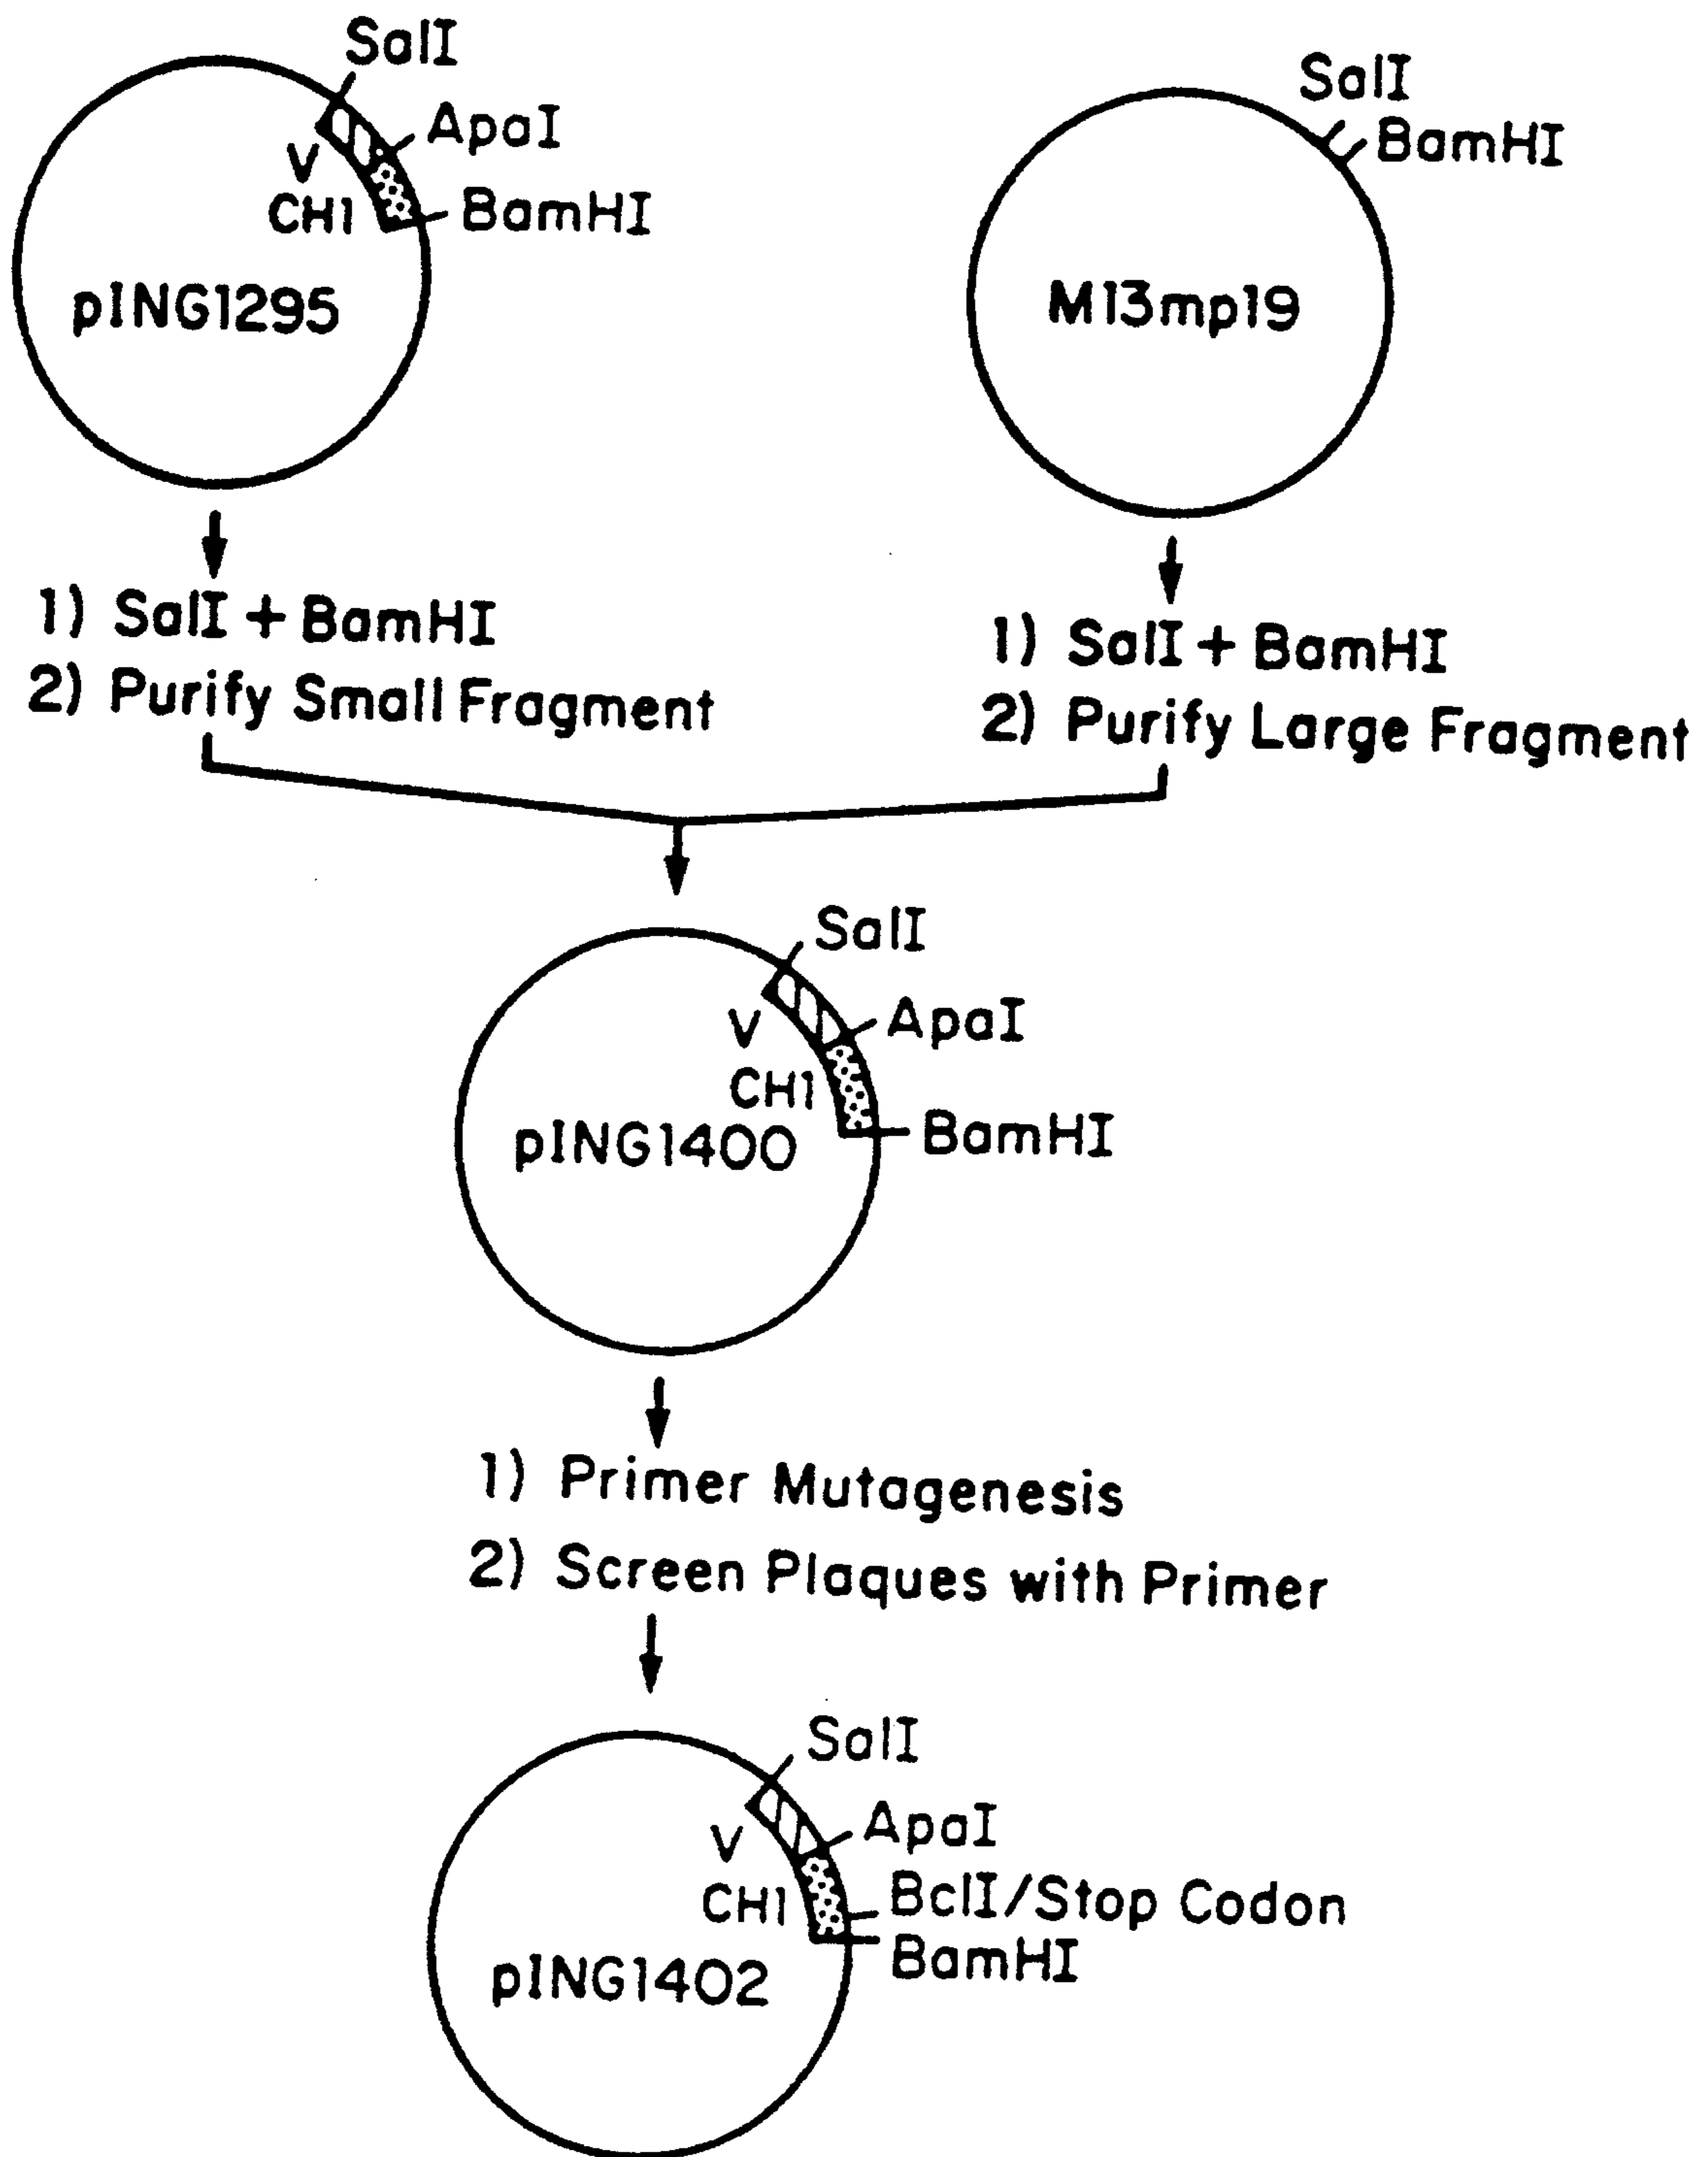 SalI
ApaI
V
CH1
BamHI
pING1295
SalI
BamHI
M13mp19
1) SalI + BamHI
2) Purify Small Fragment
1) SalI + BamHI
2) Purify Large Fragment
SalI
V
ApaI
CH1
BamHI
pING1400
1) Primer Mutagenesis
2) Screen Plaques with Primer
SalI
V
ApaI
CH1
BclI/Stop Codon
BamHI
pING1402